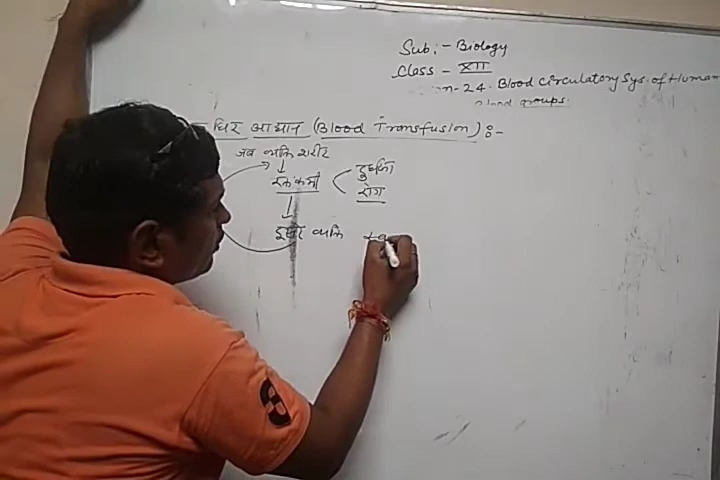 Sub:- Biology
Class - XII
n-24. Blood Circulatory Sys. of Human
blood groups.
धिर आधान (Blood Transfusion) :-
जब व्यक्ति शरीर
रक्त कमी
दुर्घटना
रोग
दूसरे व्यक्ति